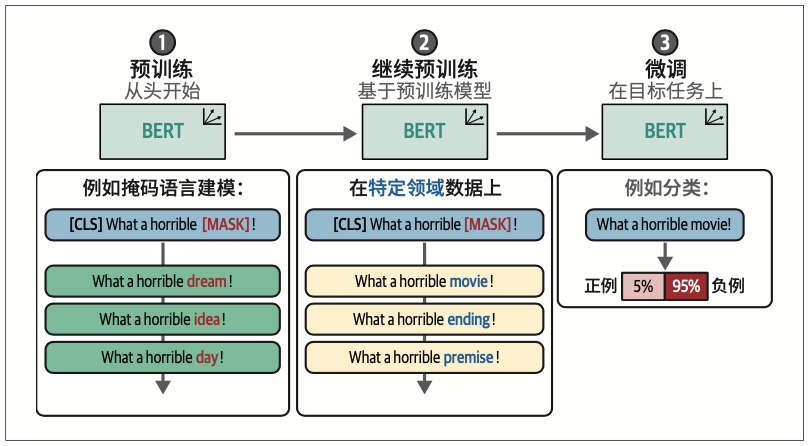 1
预训练
从头开始
BERT
例如掩码语言建模：
[CLS] What a horrible [MASK] !
What a horrible dream !
What a horrible idea !
What a horrible day !
2
继续预训练
基于预训练模型
BERT
在特定领域数据上
[CLS] What a horrible [MASK] !
What a horrible movie !
What a horrible ending !
What a horrible premise !
3
微调
在目标任务上
BERT
例如分类：
What a horrible movie!
正例 5% 95% 负例